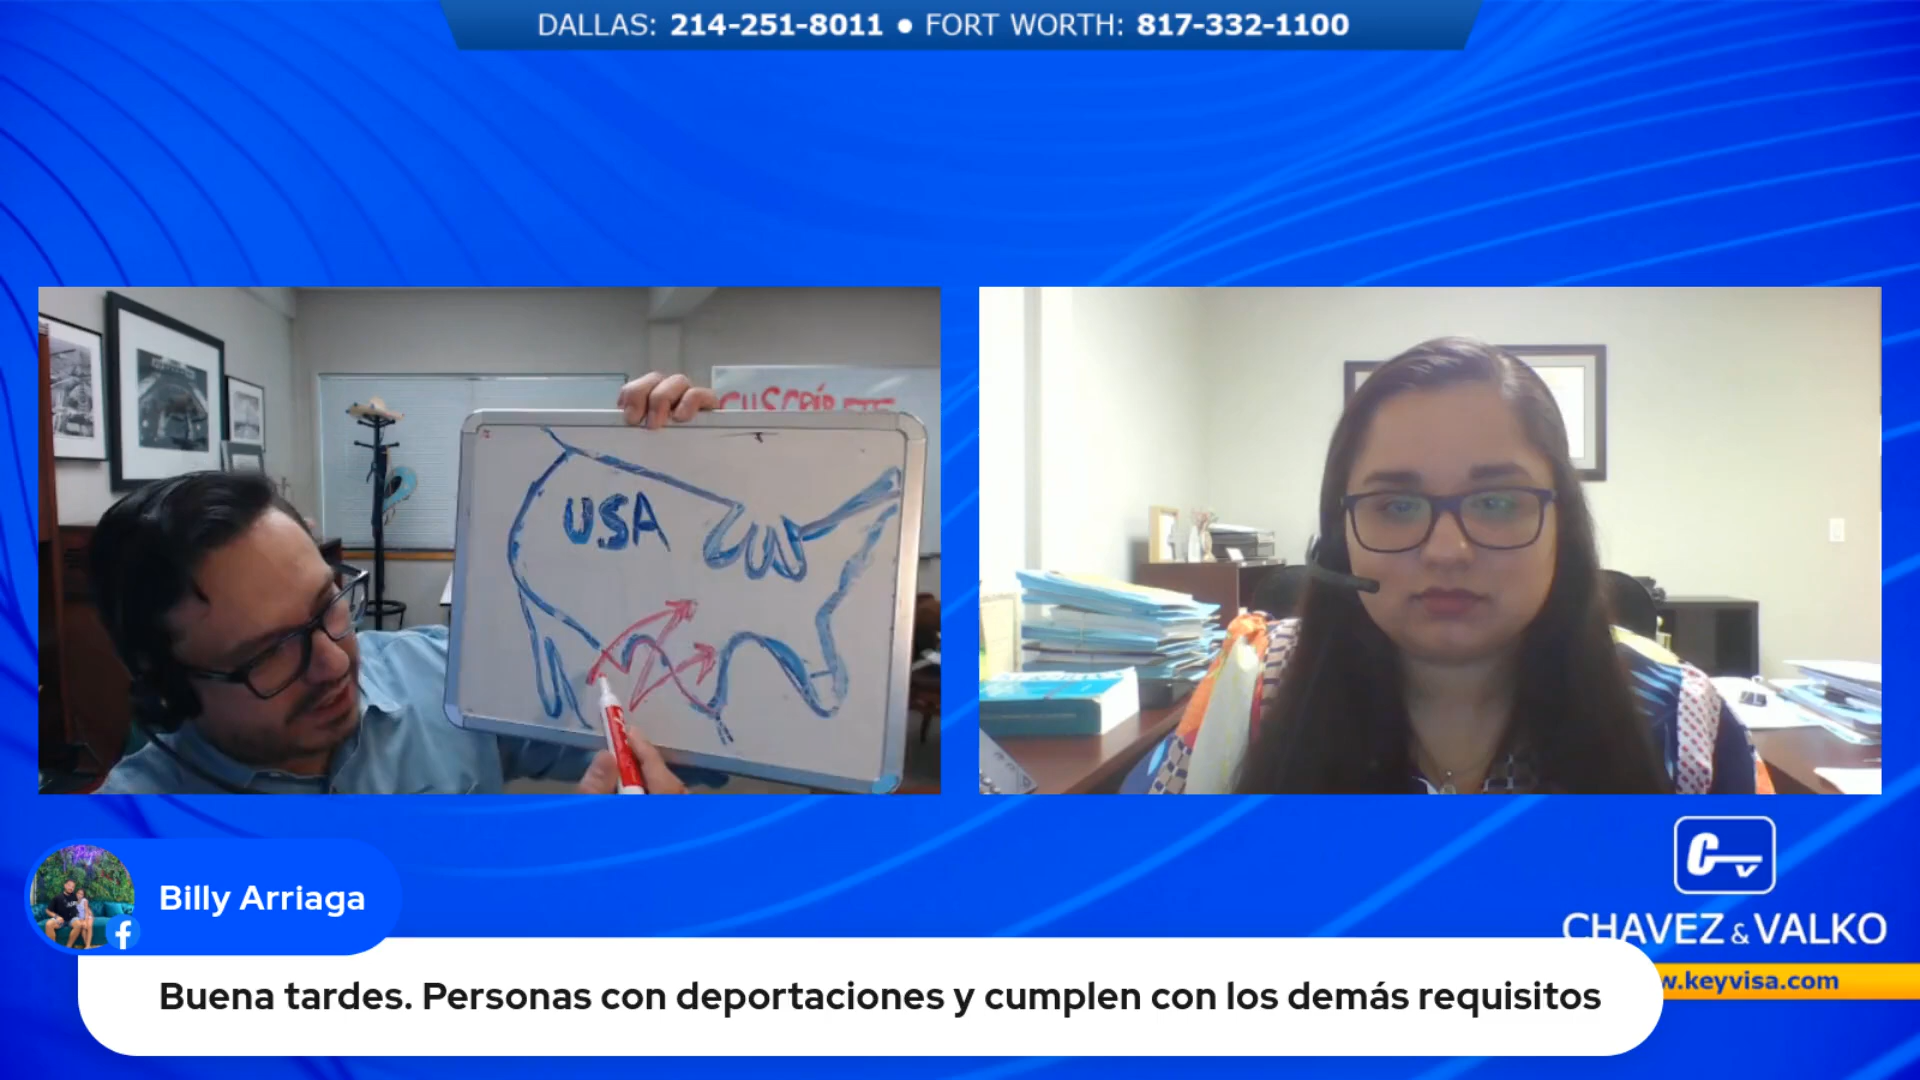 DALLAS: 214-251-8011 ● FORT WORTH: 817-332-1100
USA
Billy Arriaga
CHAVEZ & VALKO
w.keyvisa.com
Buena tardes. Personas con deportaciones y cumplen con los demás requisitos